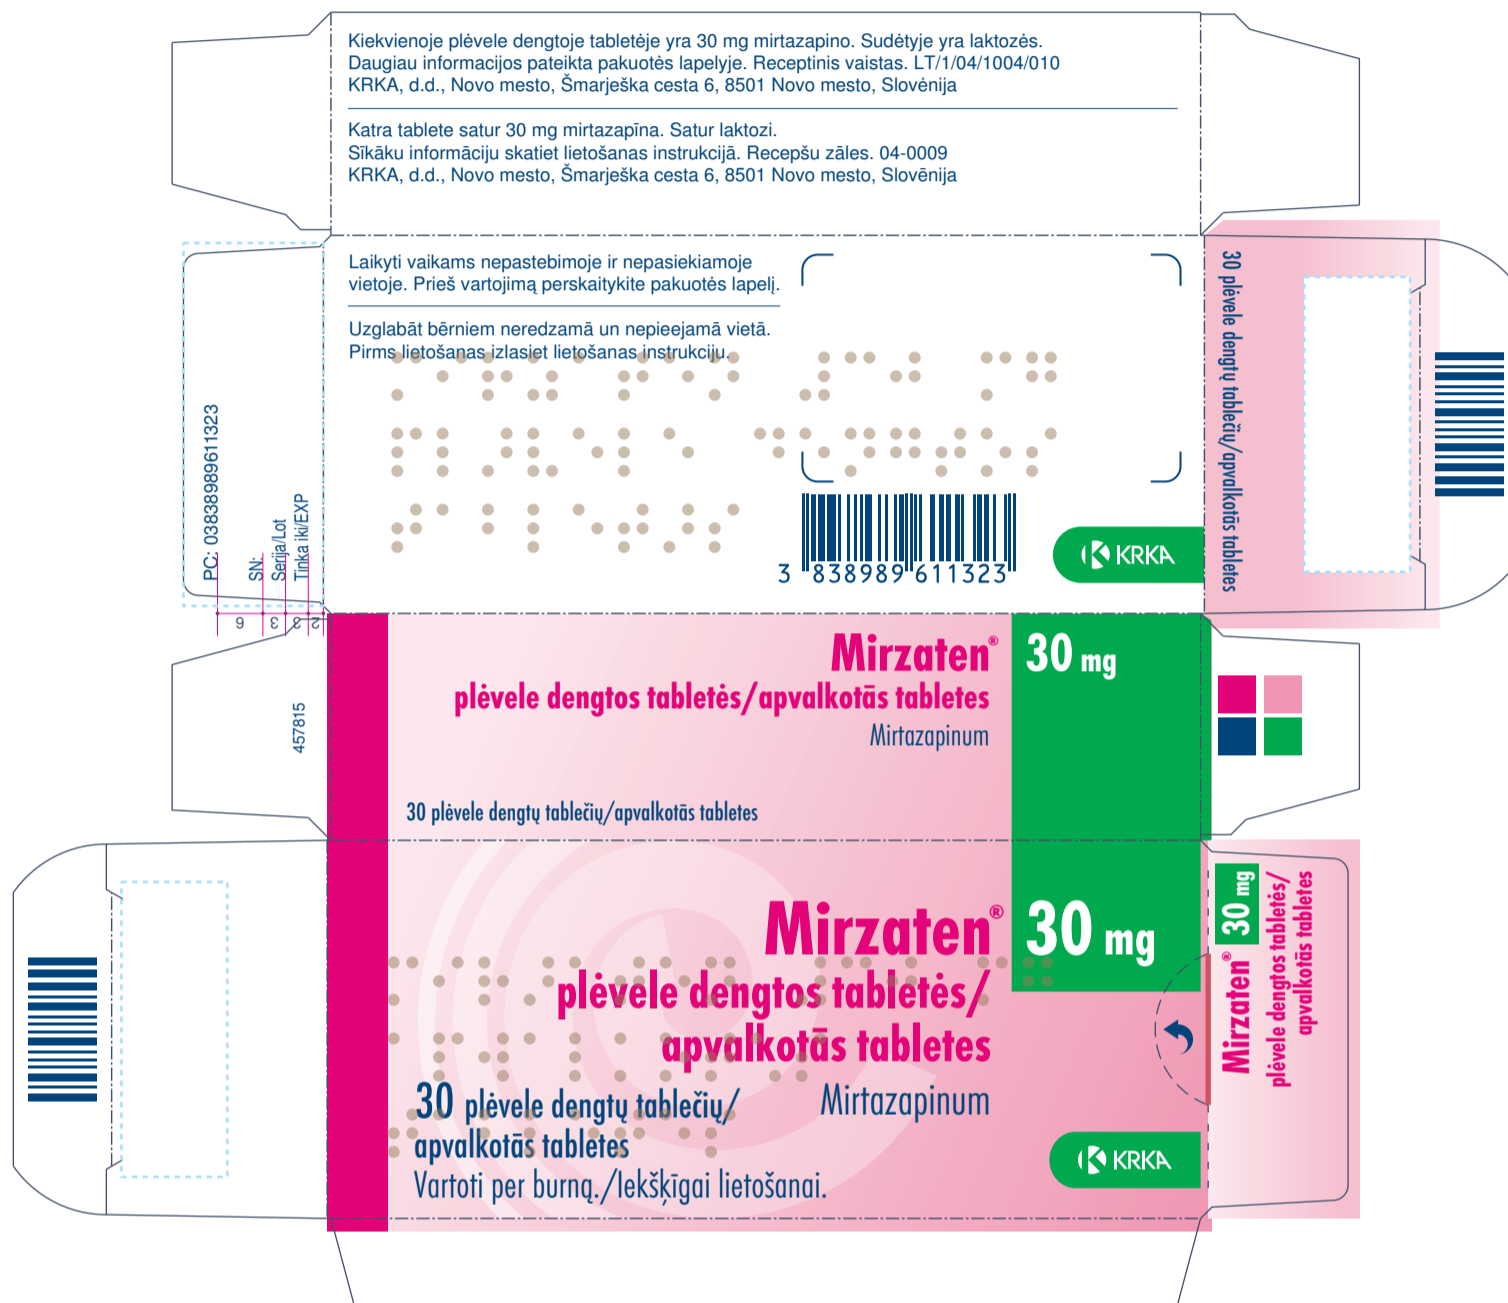 Kiekvienoje plėvele dengtoje tabletėje yra 30 mg mirtazapino. Sudėtyje yra laktozės.
Daugiau informacijos pateikta pakuotės lapelyje. Receptinis vaistas. LT/1/04/1004/010
KRKA, d.d., Novo mesto, Šmarješka cesta 6, 8501 Novo mesto, Slovėnija
Katra tablete satur 30 mg mirtazapīna. Satur laktozi.
Sīkāku informāciju skatiet lietošanas instrukcijā. Recepšu zāles. 04-0009
KRKA, d.d., Novo mesto, Šmarješka cesta 6, 8501 Novo mesto, Slovēnija
Laikyti vaikams nepastebimoje ir nepasiekiamoje
vietoje. Prieš vartojimą perskaitykite pakuotės lapelį.
Uzglabāt bērniem neredzamā un nepieejamā vietā.
Pirms lietošanas izlasiet lietošanas instrukciju.
PC: 03838989611323
SN:
Serija/Lot
Tinka iki/EXP
6 3 3 2
3 838989 611323
KRKA
30 plėvele dengtų tablečių/apvalkotās tabletes
457815
Mirzaten® 30 mg
plėvele dengtos tabletės/apvalkotās tabletes
Mirtazapinum
30 plėvele dengtų tablečių/apvalkotās tabletes
Mirzaten® 30 mg
plėvele dengtos tabletės/
apvalkotās tabletes
Mirtazapinum
30 plėvele dengtų tablečių/
apvalkotās tabletes
Vartoti per burną./Iekšķīgai lietošanai.
KRKA
Mirzaten® 30 mg
plėvele dengtos tabletės/
apvalkotās tabletes